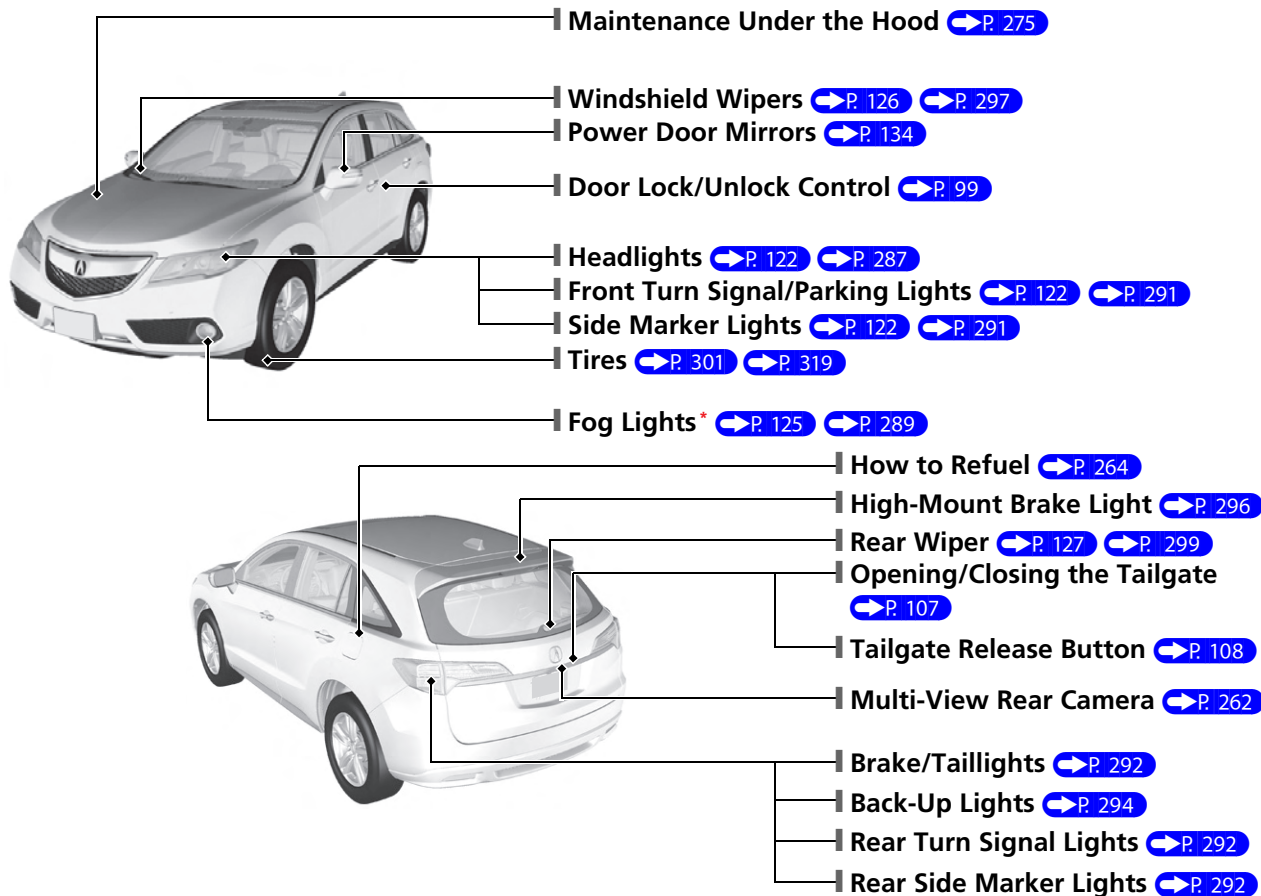 Maintenance Under the Hood P. 275
Windshield Wipers P. 126 P. 297
Power Door Mirrors P. 134
Door Lock/Unlock Control P. 99
Headlights P. 122 P. 287
Front Turn Signal/Parking Lights P. 122 P. 291
Side Marker Lights P. 122 P. 291
Tires P. 301 P. 319
Fog Lights* P. 125 P. 289
How to Refuel P. 264
High-Mount Brake Light P. 296
Rear Wiper P. 127 P. 299
Opening/Closing the Tailgate
P. 107
Tailgate Release Button P. 108
Multi-View Rear Camera P. 262
Brake/Taillights P. 292
Back-Up Lights P. 294
Rear Turn Signal Lights P. 292
Rear Side Marker Lights P. 292